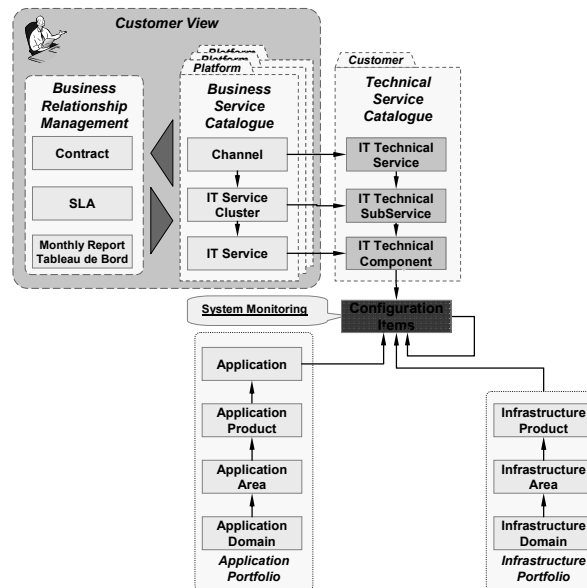 Customer View
Platform
Platform
Platform
Customer
Business
Relationship
Management
Contract
SLA
Monthly Report
Tableau de Bord
Business
Service
Catalogue
Channel
IT Service
Cluster
IT Service
Technical
Service
Catalogue
IT Technical
Service
IT Technical
SubService
IT Technical
Component
System Monitoring
Configuration
Items
Application
Application
Product
Application
Area
Application
Domain
Application
Portfolio
Infrastructure
Product
Infrastructure
Area
Infrastructure
Domain
Infrastructure
Portfolio